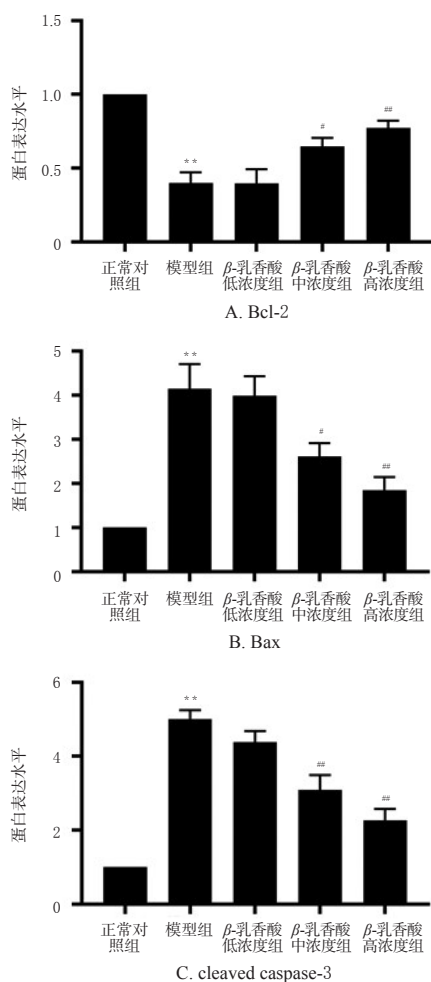 1.5
1.0
0.5
0
蛋白表达水平
**
#
##
正常对
照组
模型组
β-乳香酸
低浓度组
β-乳香酸
中浓度组
β-乳香酸
高浓度组
A. Bcl-2
5
4
3
2
1
0
蛋白表达水平
**
#
##
正常对
照组
模型组
β-乳香酸
低浓度组
β-乳香酸
中浓度组
β-乳香酸
高浓度组
B. Bax
6
4
2
0
蛋白表达水平
**
##
##
正常对
照组
模型组
β-乳香酸
低浓度组
β-乳香酸
中浓度组
β-乳香酸
高浓度组
C. cleaved caspase-3